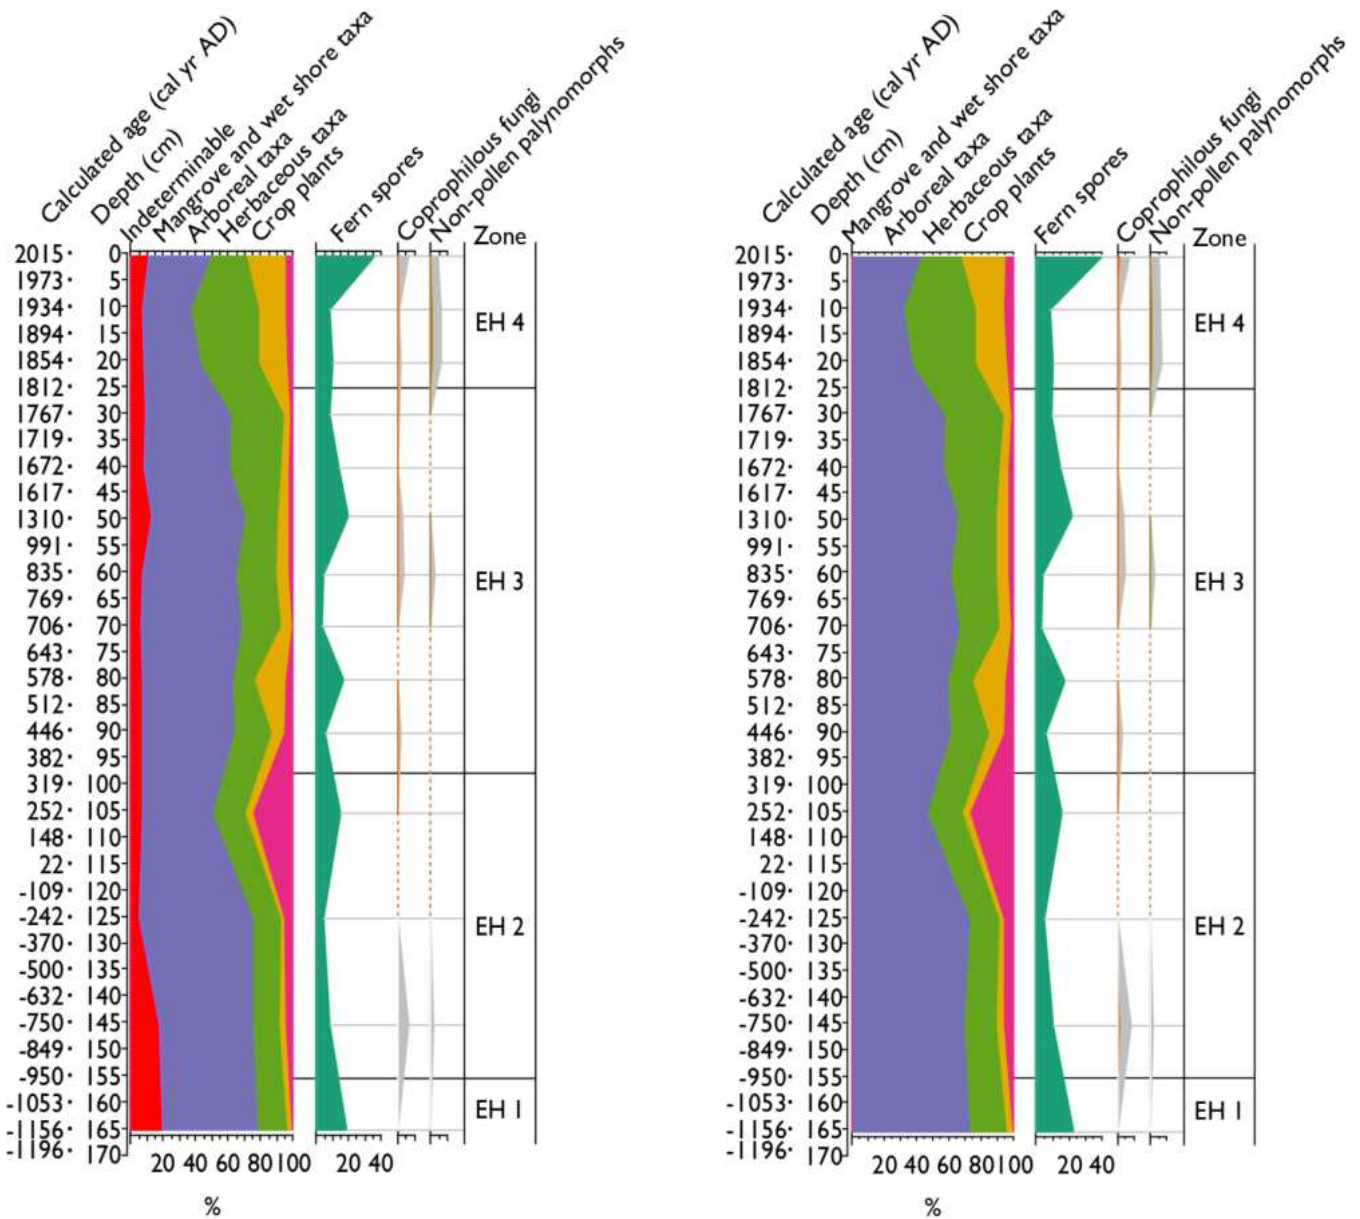 Calculated age (cal yr AD)
Depth (cm)
Indeterminable
Mangrove and wet shore taxa
Arboreal taxa
Herbaceous taxa
Crop plants
Fern spores
Coprophilous fungi
Non-pollen palynomorphs
Zone
2015 0
1973 5
1934 10
1894 15
1854 20
1812 25
1767 30
1719 35
1672 40
1617 45
1310 50
991 55
835 60
769 65
706 70
643 75
578 80
512 85
446 90
382 95
319 100
252 105
148 110
22 115
-109 120
-242 125
-370 130
-500 135
-632 140
-750 145
-849 150
-950 155
-1053 160
-1156 165
-1196 170
EH 4
EH 3
EH 2
EH 1
20 40 60 80 100 20 40
%
Calculated age (cal yr AD)
Depth (cm)
Mangrove and wet shore taxa
Arboreal taxa
Herbaceous taxa
Crop plants
Fern spores
Coprophilous fungi
Non-pollen palynomorphs
Zone
2015 0
1973 5
1934 10
1894 15
1854 20
1812 25
1767 30
1719 35
1672 40
1617 45
1310 50
991 55
835 60
769 65
706 70
643 75
578 80
512 85
446 90
382 95
319 100
252 105
148 110
22 115
-109 120
-242 125
-370 130
-500 135
-632 140
-750 145
-849 150
-950 155
-1053 160
-1156 165
-1196 170
EH 4
EH 3
EH 2
EH 1
20 40 60 80 100 20 40
%